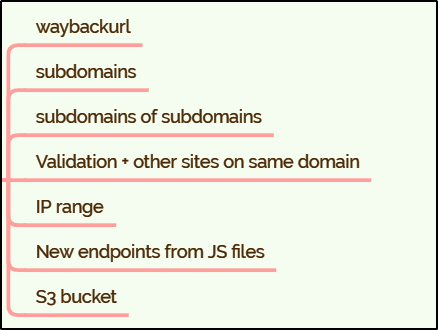 waybackurl
subdomains
subdomains of subdomains
Validation + other sites on same domain
IP range
New endpoints from JS files
S3 bucket